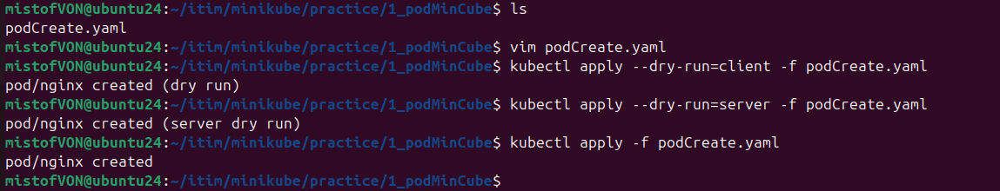 mistofVON@ubuntu24:~/itim/minikube/practice/1_podMinCube$ ls
podCreate.yaml
mistofVON@ubuntu24:~/itim/minikube/practice/1_podMinCube$ vim podCreate.yaml
mistofVON@ubuntu24:~/itim/minikube/practice/1_podMinCube$ kubectl apply --dry-run=client -f podCreate.yaml
pod/nginx created (dry run)
mistofVON@ubuntu24:~/itim/minikube/practice/1_podMinCube$ kubectl apply --dry-run=server -f podCreate.yaml
pod/nginx created (server dry run)
mistofVON@ubuntu24:~/itim/minikube/practice/1_podMinCube$ kubectl apply -f podCreate.yaml
pod/nginx created
mistofVON@ubuntu24:~/itim/minikube/practice/1_podMinCube$